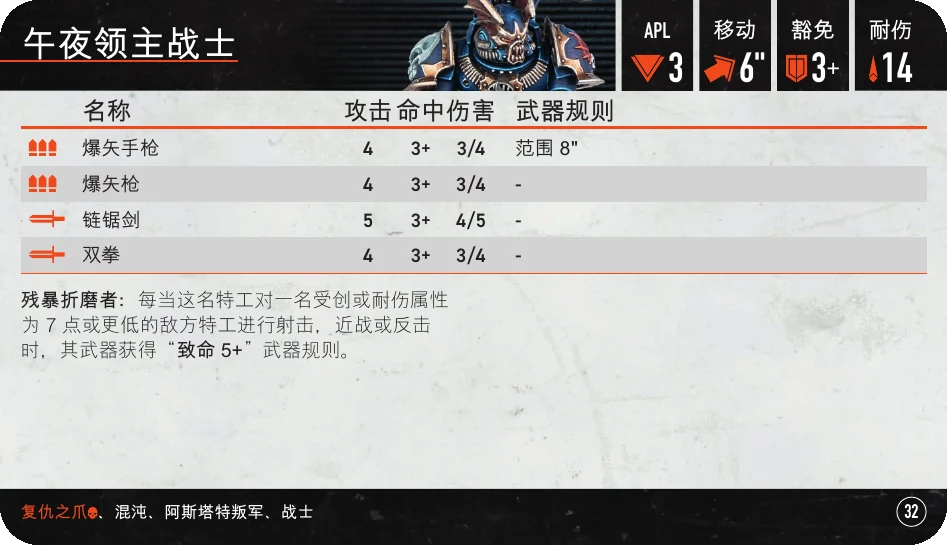 午夜领主战士
APL 移动 豁免 耐伤
3 6" 3+ 14
名称 攻击 命中 伤害 武器规则
爆矢手枪 4 3+ 3/4 范围 8"
爆矢枪 4 3+ 3/4 -
链锯剑 5 3+ 4/5 -
双拳 4 3+ 3/4 -
残暴折磨者：每当这名特工对一名受创或耐伤属性
为 7 点或更低的敌方特工进行射击，近战或反击
时，其武器获得“致命 5+”武器规则。
复仇之爪、混沌、阿斯塔特叛军、战士
32